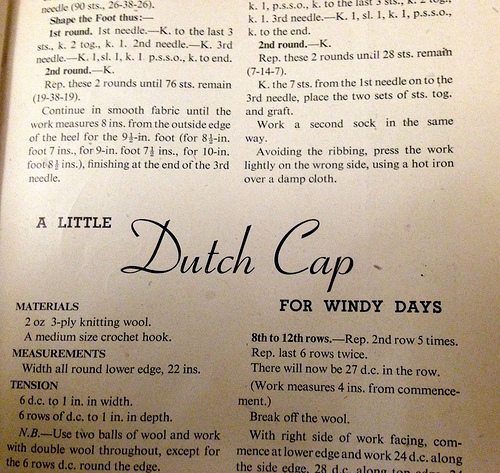 needle (90 sts., 26-38-26).
Shape the Foot thus:—
1st round. 1st needle.—K. to the last 3
sts., k. 2 tog., k. 1. 2nd needle.—K. 3rd
needle.—K. 1, sl. 1, k. 1 p.s.s.o., k. to end.
2nd round.—K.
Rep. these 2 rounds until 76 sts. remain
(19-38-19).
Continue in smooth fabric until the
work measures 8 ins. from the outside edge
of the heel for the 9½-in. foot (for 8½-in.
foot 7 ins., for 9-in. foot 7½ ins., for 10-in.
foot 8½ ins.), finishing at the end of the 3rd
needle.
k. 1, p.s.s.o., k. to the last 3 sts., k. 2 tog.,
k. 1. 3rd needle.—K. 1, sl. 1, k. 1, p.s.s.o.,
k. to the end.
2nd round.—K.
Rep. these 2 rounds until 28 sts. remain
(7-14-7).
K. the 7 sts. from the 1st needle on to the
3rd needle, place the two sets of sts. tog.
and graft.
Work a second sock in the same
way.
Avoiding the ribbing, press the work
lightly on the wrong side, using a hot iron
over a damp cloth.
A LITTLE
Dutch Cap
FOR WINDY DAYS
MATERIALS
2 oz 3-ply knitting wool.
A medium size crochet hook.
MEASUREMENTS
Width all round lower edge, 22 ins.
TENSION
6 d.c. to 1 in. in width.
6 rows of d.c. to 1 in. in depth.
N.B.—Use two balls of wool and work
with double wool throughout, except for
the 6 rows d.c. round the edge.
8th to 12th rows.—Rep. 2nd row 5 times.
Rep. last 6 rows twice.
There will now be 27 d.c. in the row.
(Work measures 4 ins. from commence-
ment.)
Break off the wool.
With right side of work facing, com-
mence at lower edge and work 24 d.c. along
the side edge, 28 d.c. along top edge, 24